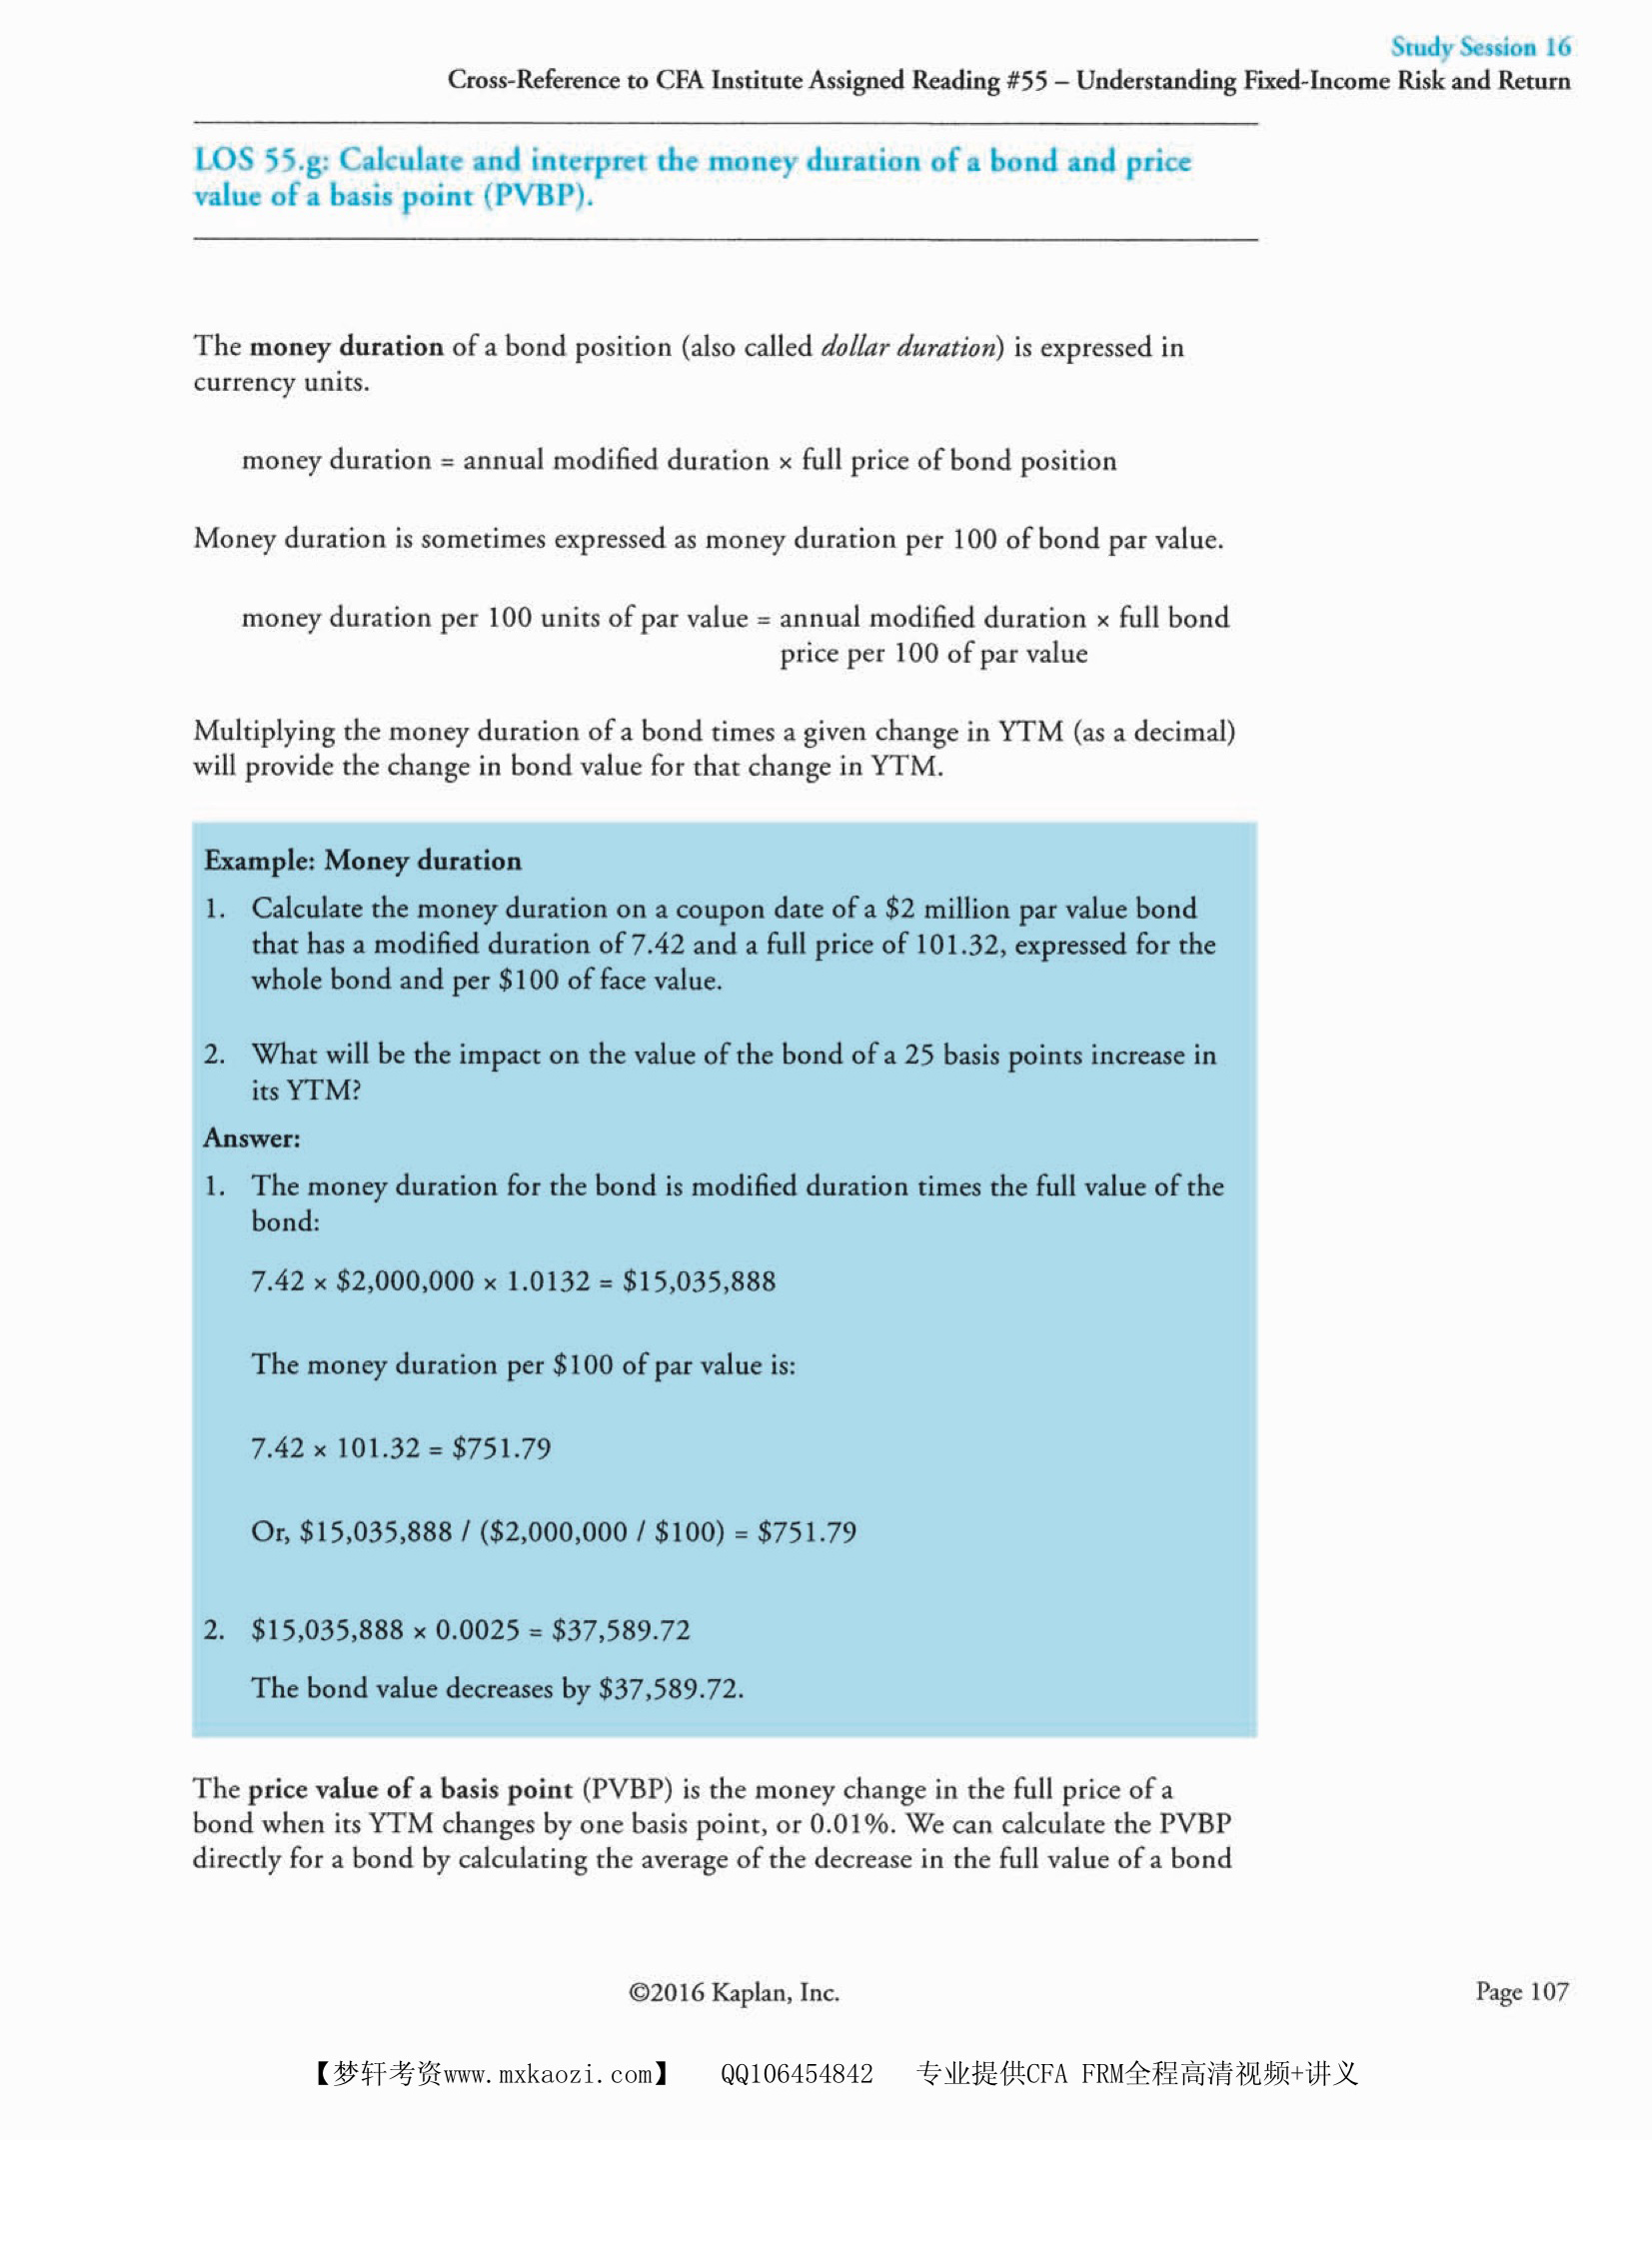 Study Session 16
Cross-Reference to CFA Institute Assigned Reading #55 – Understanding Fixed-Income Risk and Return
LOS 55.g: Calculate and interpret the money duration of a bond and price
value of a basis point (PVBP).
The money duration of a bond position (also called dollar duration) is expressed in
currency units.
money duration = annual modified duration × full price of bond position
Money duration is sometimes expressed as money duration per 100 of bond par value.
money duration per 100 units of par value = annual modified duration × full bond
price per 100 of par value
Multiplying the money duration of a bond times a given change in YTM (as a decimal)
will provide the change in bond value for that change in YTM.
Example: Money duration
1. Calculate the money duration on a coupon date of a $2 million par value bond
that has a modified duration of 7.42 and a full price of 101.32, expressed for the
whole bond and per $100 of face value.
2. What will be the impact on the value of the bond of a 25 basis points increase in
its YTM?
Answer:
1. The money duration for the bond is modified duration times the full value of the
bond:
7.42 × $2,000,000 × 1.0132 = $15,035,888
The money duration per $100 of par value is:
7.42 × 101.32 = $751.79
Or, $15,035,888 / ($2,000,000 / $100) = $751.79
2. $15,035,888 × 0.0025 = $37,589.72
The bond value decreases by $37,589.72.
The price value of a basis point (PVBP) is the money change in the full price of a
bond when its YTM changes by one basis point, or 0.01%. We can calculate the PVBP
directly for a bond by calculating the average of the decrease in the full value of a bond
©2016 Kaplan, Inc.
Page 107
【梦轩考资www.mxkaozi.com】 QQ106454842 专业提供CFA FRM全程高清视频+讲义